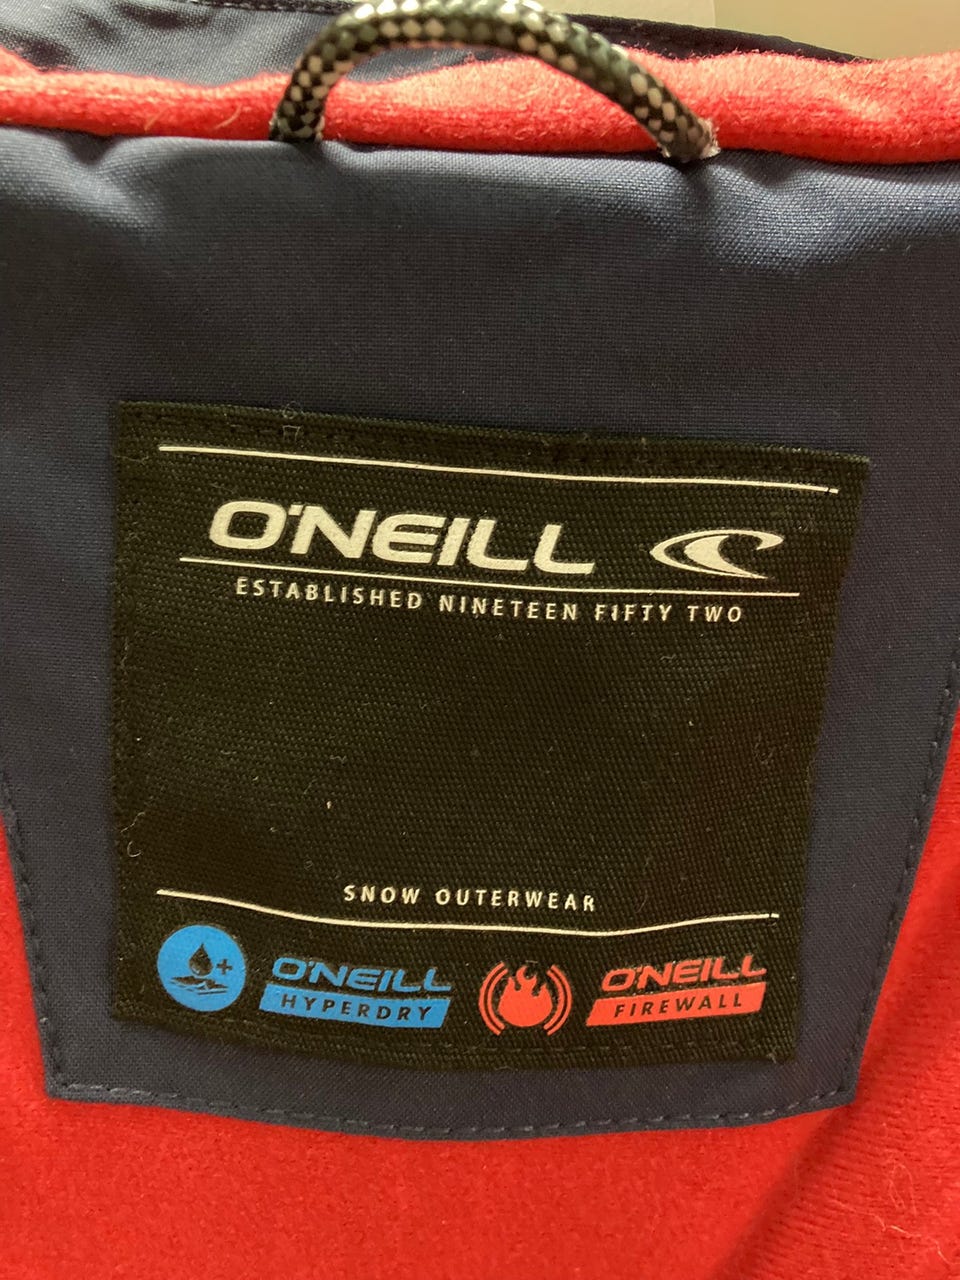 O'NEILL
ESTABLISHED NINETEEN FIFTY TWO
SNOW OUTERWEAR
O'NEILL
HYPERDRY
O'NEILL
FIREWALL